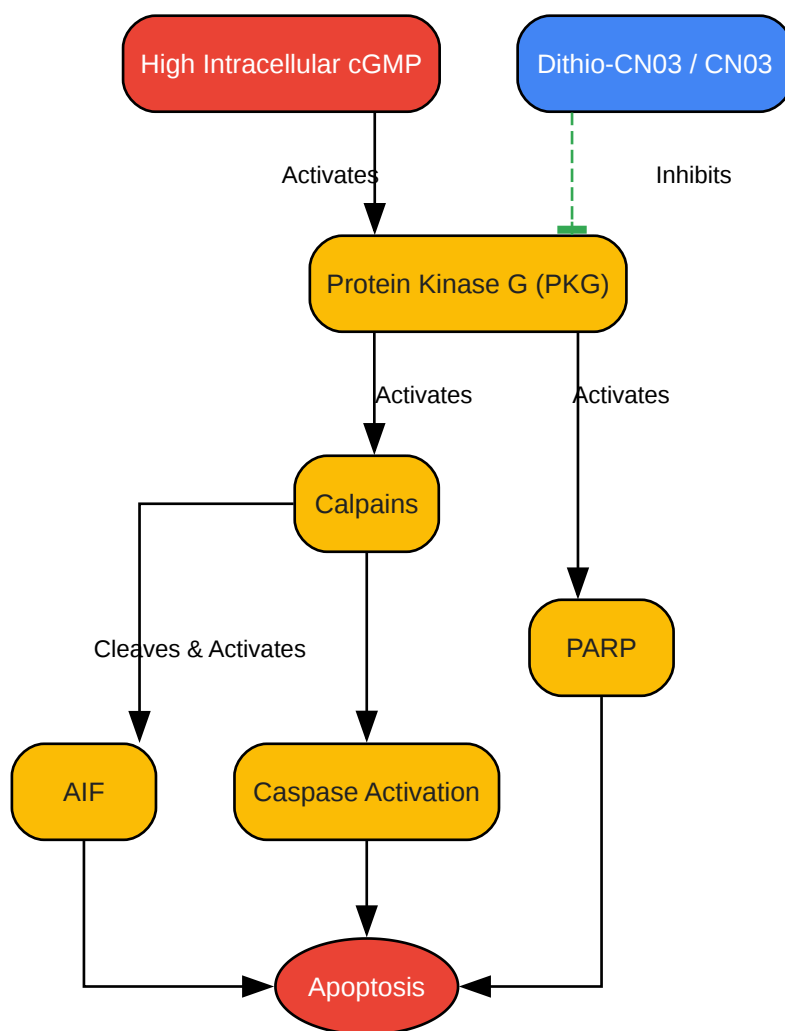 High Intracellular cGMP
Dithio-CN03 / CN03
Activates
Inhibits
Protein Kinase G (PKG)
Activates
Activates
Calpains
Cleaves & Activates
PARP
AIF
Caspase Activation
Apoptosis